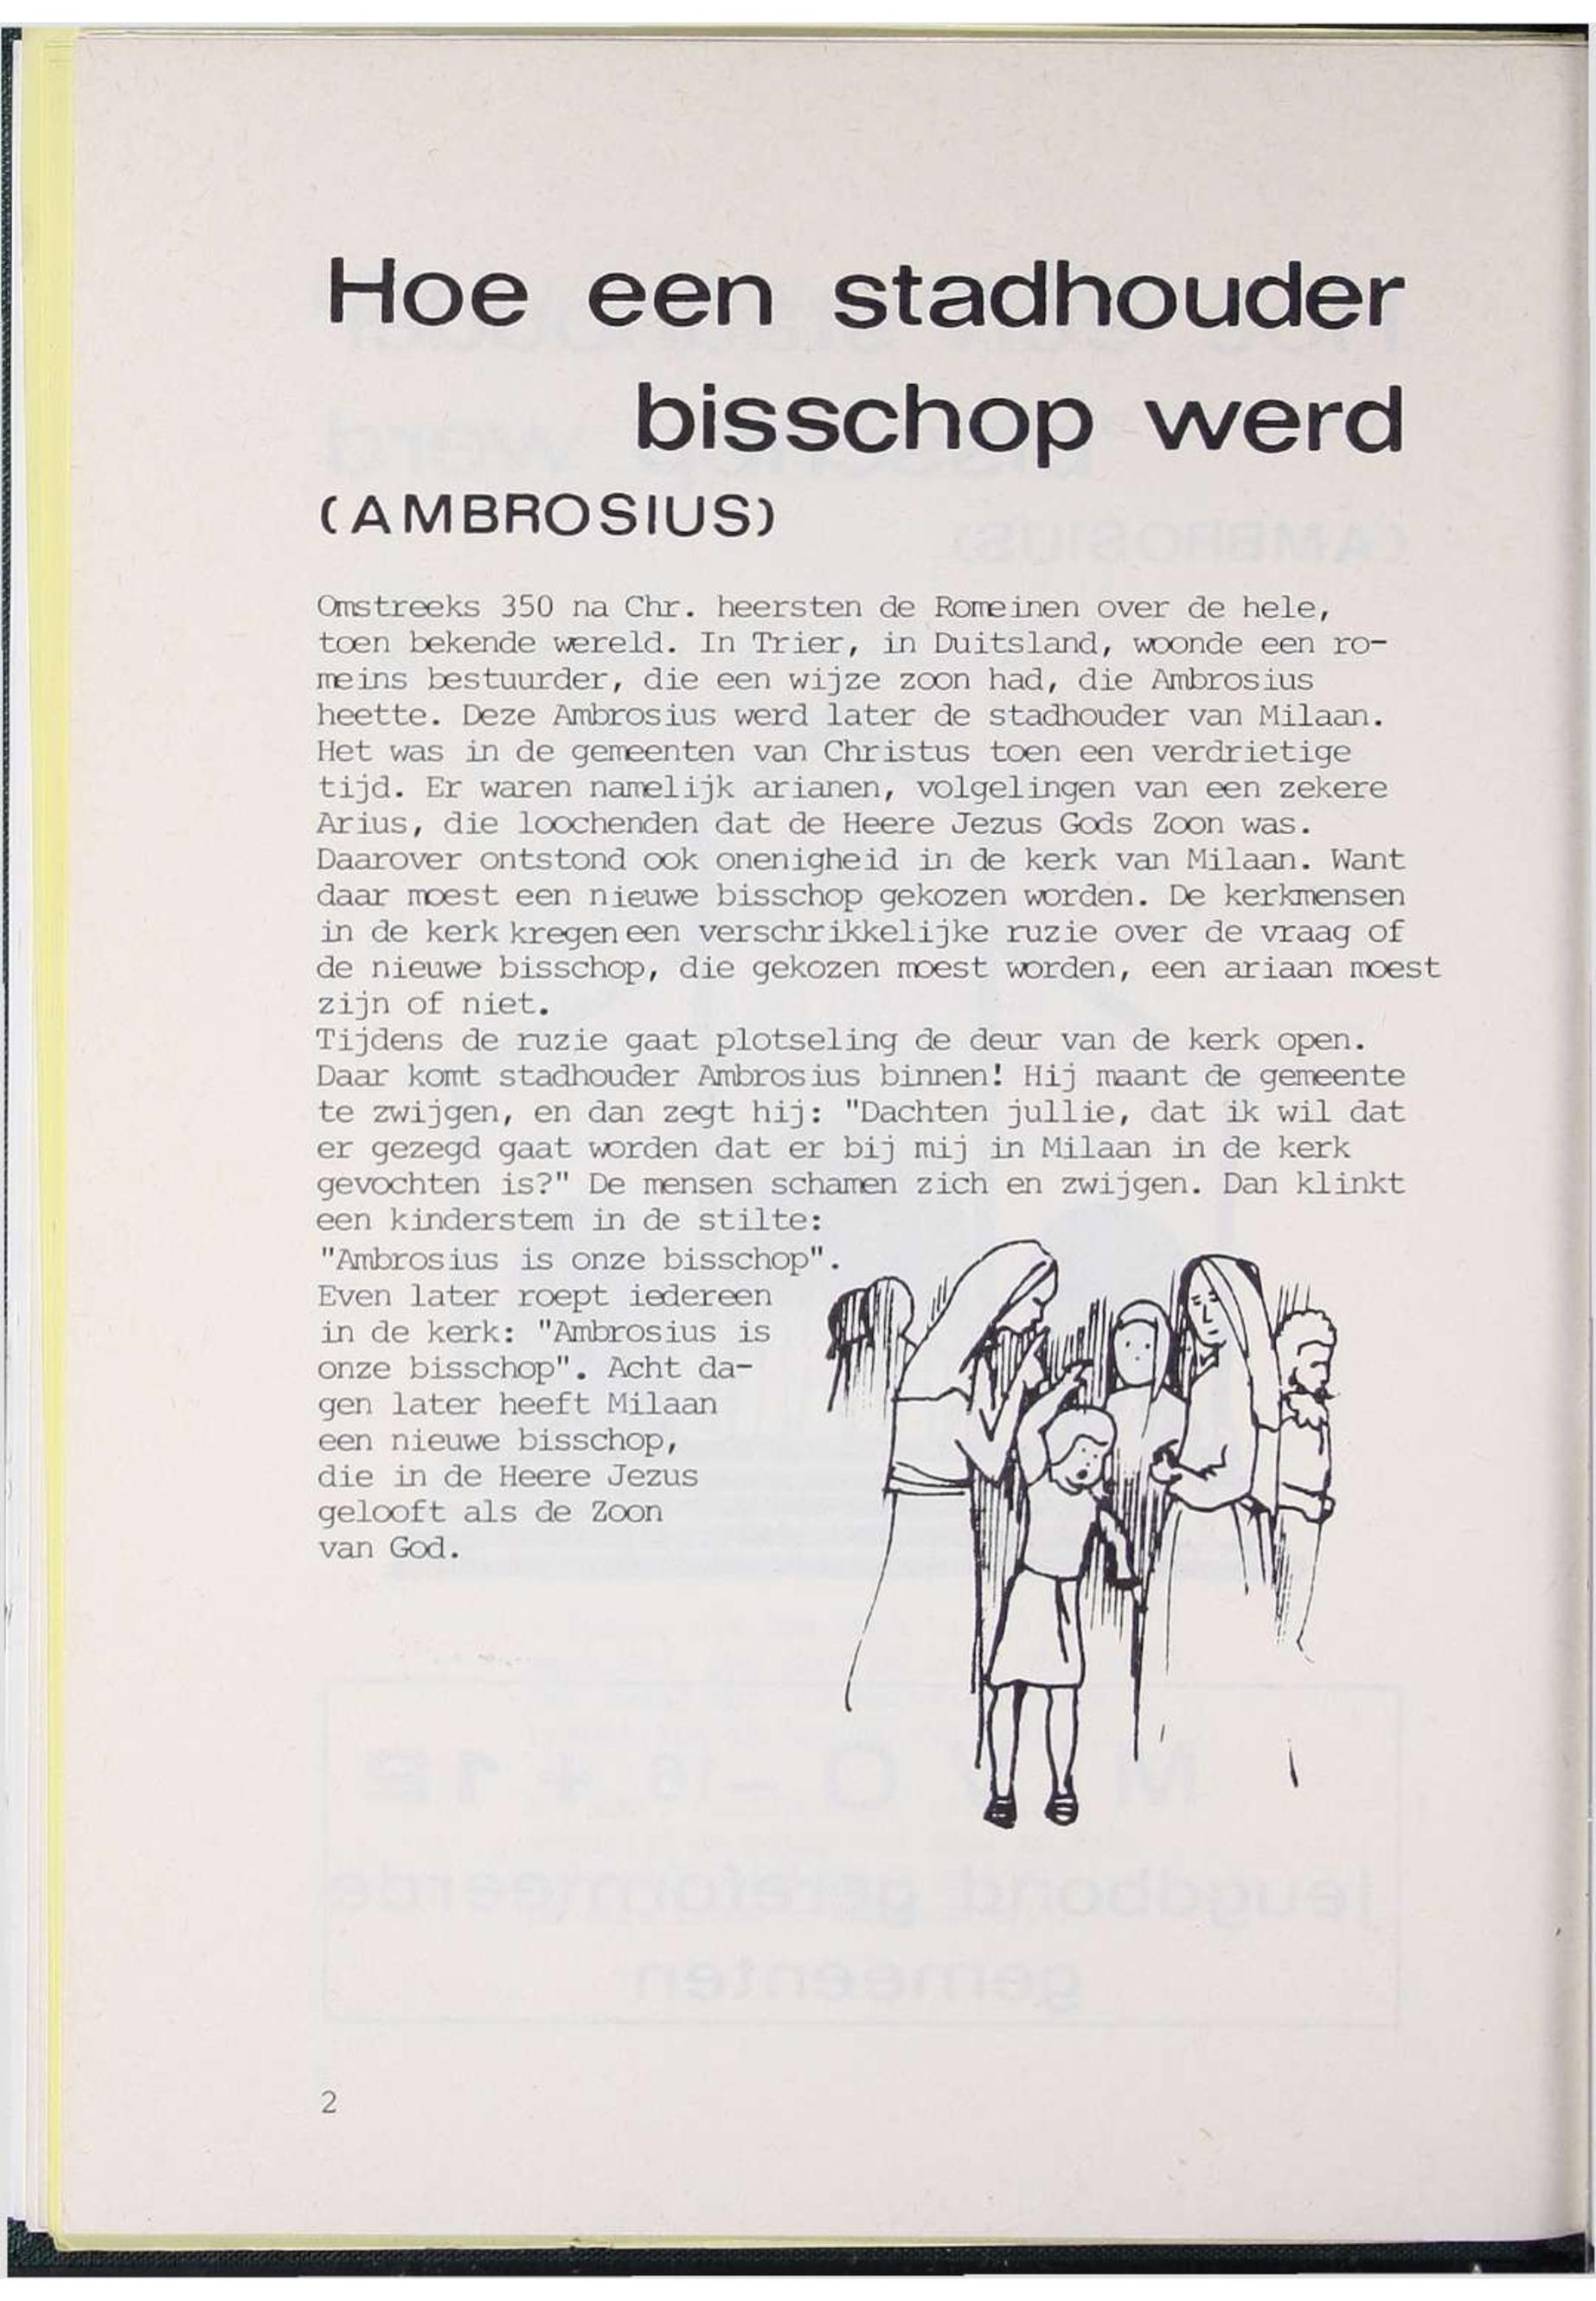 Hoe een stadhouder
bisschop werd
(AMBROSIUS)
Omstreeks 350 na Chr. heersten de Romeinen over de hele,
toen bekende wereld. In Trier, in Duitsland, woonde een ro-
meins bestuurder, die een wijze zoon had, die Ambrosius
heette. Deze Ambrosius werd later de stadhouder van Milaan.
Het was in de gemeenten van Christus toen een verdrietige
tijd. Er waren namelijk arianen, volgelingen van een zekere
Arius, die loochenden dat de Heere Jezus Gods Zoon was.
Daarover ontstond ook onenigheid in de kerk van Milaan. Want
daar moest een nieuwe bisschop gekozen worden. De kerkmensen
in de kerk kregen een verschrikkelijke ruzie over de vraag of
de nieuwe bisschop, die gekozen moest worden, een ariaan moest
zijn of niet.
Tijdens de ruzie gaat plotseling de deur van de kerk open.
Daar komt stadhouder Ambrosius binnen! Hij maant de gemeente
te zwijgen, en dan zegt hij: "Dachten jullie, dat ik wil dat
er gezegd gaat worden dat er bij mij in Milaan in de kerk
gevochten is?" De mensen schamen zich en zwijgen. Dan klinkt
een kinderstem in de stilte:
"Ambrosius is onze bisschop".
Even later roept iedereen
in de kerk: "Ambrosius is
onze bisschop". Acht da-
gen later heeft Milaan
een nieuwe bisschop,
die in de Heere Jezus
gelooft als de Zoon
van God.
2